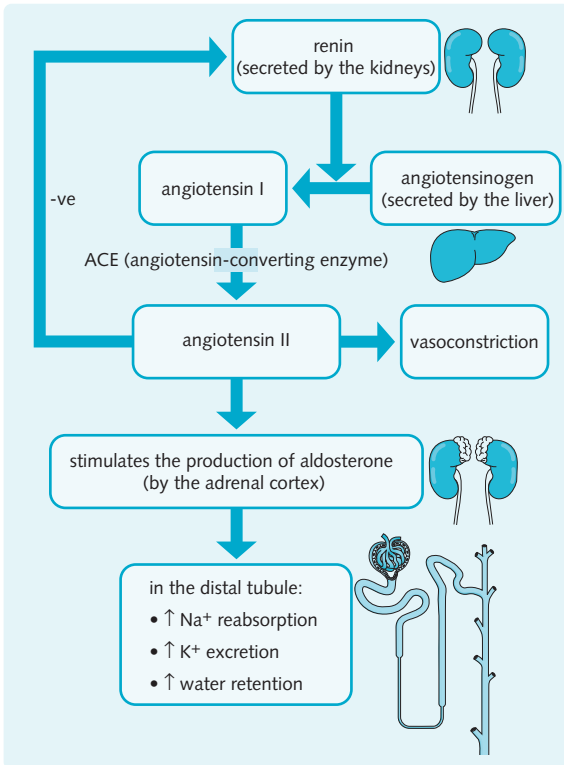 renin
(secreted by the kidneys)
-ve
angiotensin I
angiotensinogen
(secreted by the liver)
ACE (angiotensin-converting enzyme)
angiotensin II
vasoconstriction
stimulates the production of aldosterone
(by the adrenal cortex)
in the distal tubule:
• ↑ Na⁺ reabsorption
• ↑ K⁺ excretion
• ↑ water retention